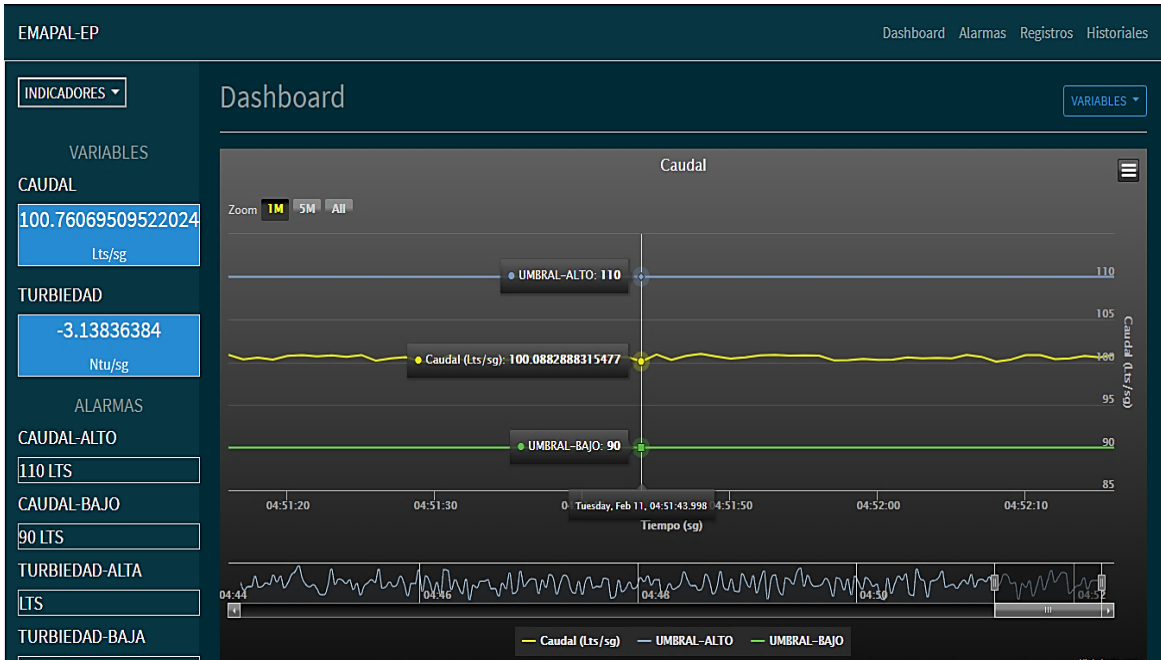 EMAPAL-EP
Dashboard Alarmas Registros Historiales
INDICADORES
Dashboard
VARIABLES
VARIABLES
CAUDAL
100.76069509522024
Lts/sg
TURBIEDAD
-3.13836384
Ntu/sg
ALARMAS
CAUDAL-ALTO
110 LTS
CAUDAL-BAJO
90 LTS
TURBIEDAD-ALTA
LTS
TURBIEDAD-BAJA
Caudal
Zoom 1M 5M All
UMBRAL-ALTO: 110
110
105
Caudal (Lts/sg): 100.0882888315477
100
95
UMBRAL-BAJO: 90
90
85
Caudal (Lts/sg)
04:51:20 04:51:30 04:51:50 04:52:00 04:52:10
Tuesday, Feb 11, 04:51:43.998
Tiempo (sg)
04:44 04:46 04:48 04:50 04:52
Caudal (Lts/sg) UMBRAL-ALTO UMBRAL-BAJO